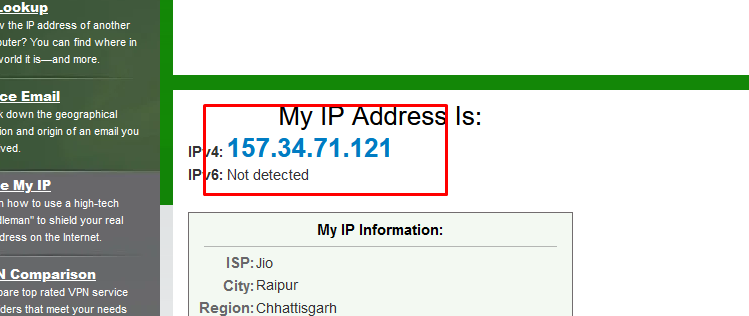 Lookup
w the IP address of another
puter? You can find where in
world it is—and more.
ce Email
k down the geographical
ion and origin of an email you
ved.
e My IP
n how to use a high-tech
dleman" to shield your real
dress on the Internet.
N Comparison
pare top rated VPN service
ders that meet your needs
My IP Address Is:
IPv4: 157.34.71.121
IPv6: Not detected
My IP Information:
ISP: Jio
City: Raipur
Region: Chhattisgarh